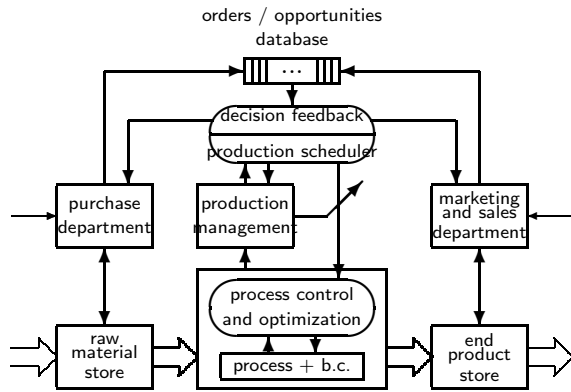 orders / opportunities
database
...
decision feedback
production scheduler
purchase
department
production
management
marketing
and sales
department
process control
and optimization
raw
material
store
process + b.c.
end
product
store